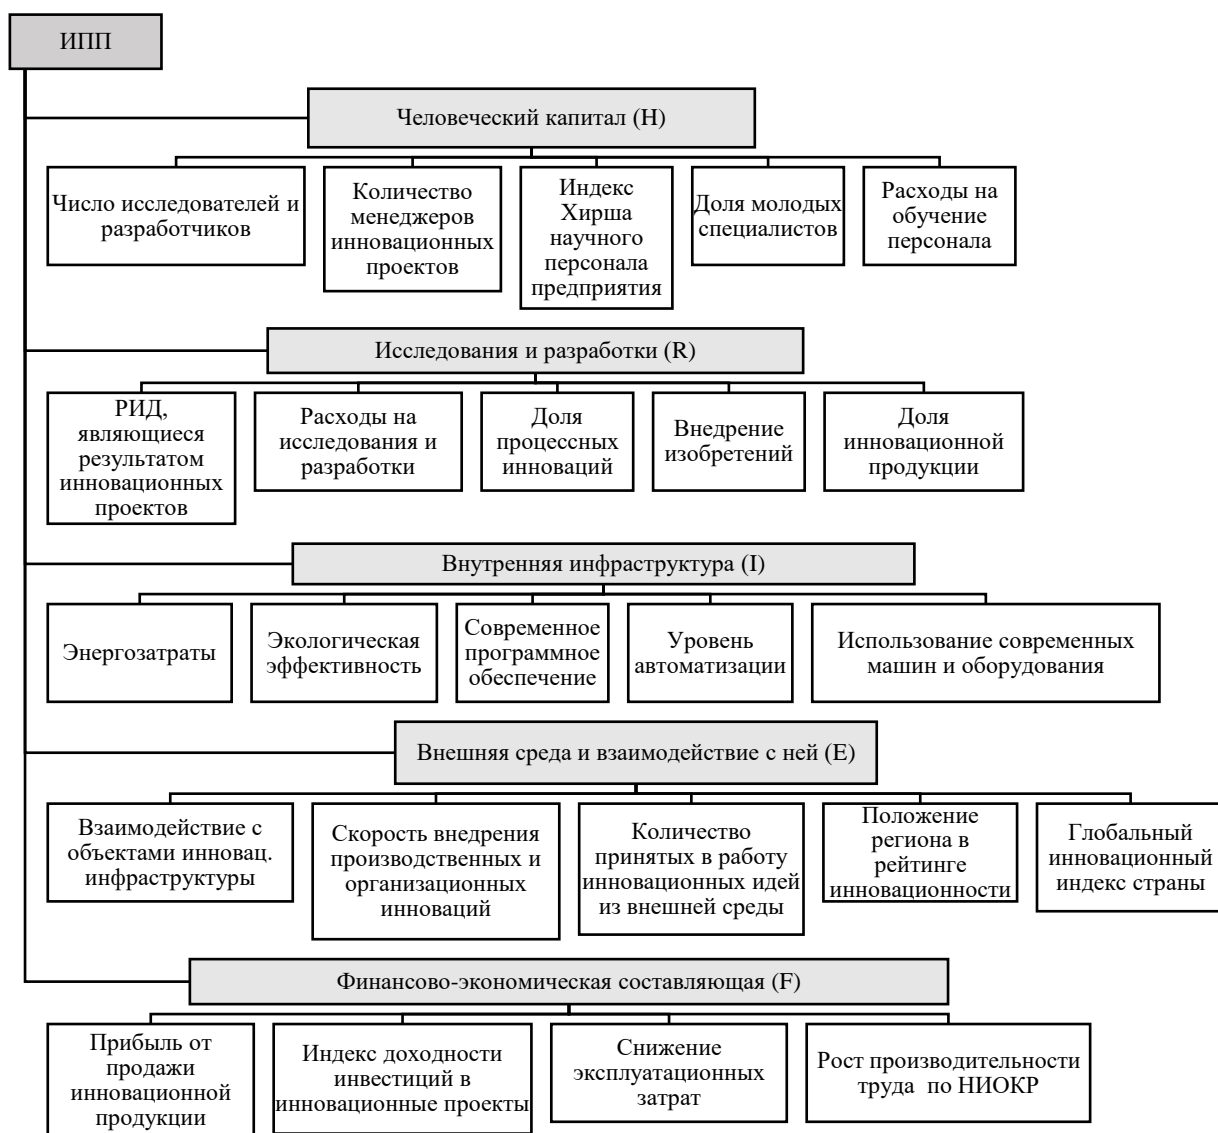 ИПП
Человеческий капитал (H)
Число исследователей и
разработчиков
Количество
менеджеров
инновационных
проектов
Индекс
Хирша
научного
персонала
предприятия
Доля молодых
специалистов
Расходы на
обучение
персонала
Исследования и разработки (R)
РИД,
являющиеся
результатом
инновационных
проектов
Расходы на
исследования и
разработки
Доля
процессных
инноваций
Внедрение
изобретений
Доля
инновационной
продукции
Внутренняя инфраструктура (I)
Энергозатраты
Экологическая
эффективность
Современное
программное
обеспечение
Уровень
автоматизации
Использование современных
машин и оборудования
Внешняя среда и взаимодействие с ней (E)
Взаимодействие с
объектами инновац.
инфраструктуры
Скорость внедрения
производственных и
организационных
инноваций
Количество
принятых в работу
инновационных идей
из внешней среды
Положение
региона в
рейтинге
инновационности
Глобальный
инновационный
индекс страны
Финансово-экономическая составляющая (F)
Прибыль от
продажи
инновационной
продукции
Индекс доходности
инвестиций в
инновационные проекты
Снижение
эксплуатационных
затрат
Рост производительности
труда по НИОКР